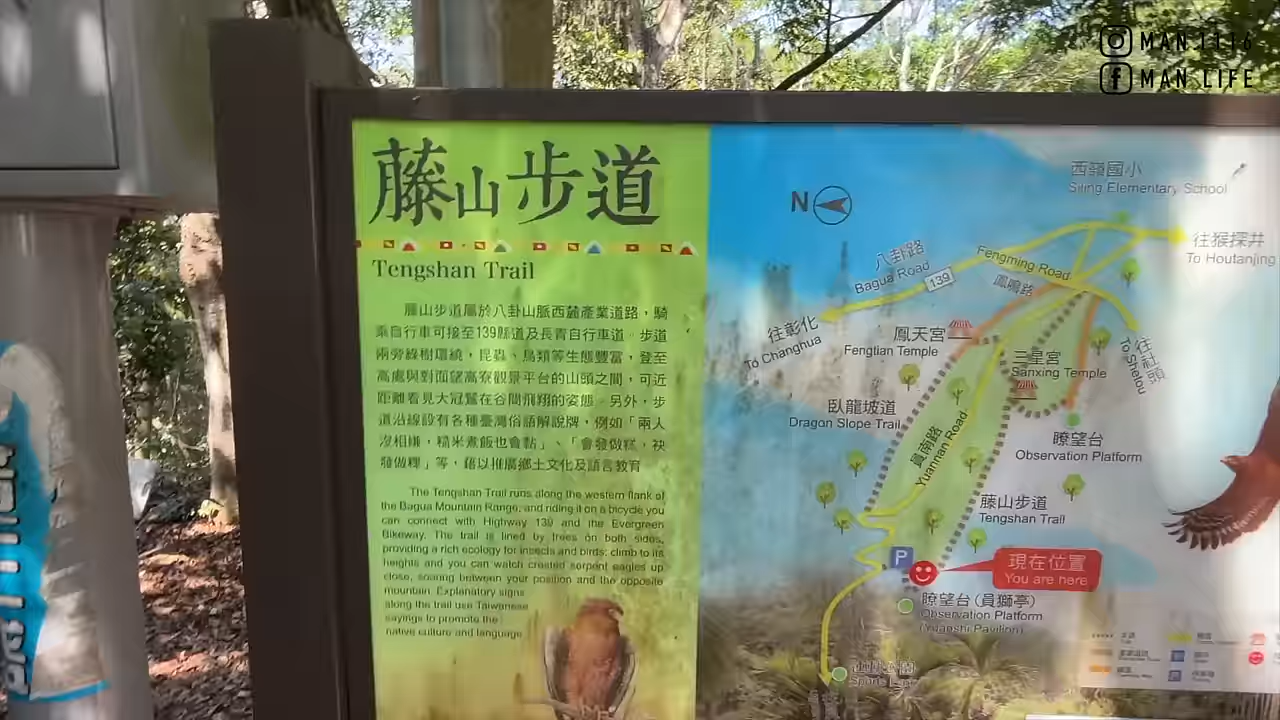 MAN.1116
MAN.LIFE
藤山步道
Tengshan Trail
藤山步道屬於八卦山脈西麓產業道路，騎
乘自行車可接至139縣道及長青自行車道。步道
兩旁綠樹環繞，昆蟲、鳥類等生態豐富，登至
高處與對面望高寮觀景平台的山頭之間，可近
距離看見大冠鷲在谷間飛翔的姿態。另外，步
道沿線設有各種臺灣俗語解說牌，例如「兩人
沒相嫌，糙米煮飯也會黏」、「會發做粿，袂
發做粿」等，藉以推廣鄉土文化及語言教育
The Tengshan Trail runs along the western flank of
the Bagua Mountain Range, and riding it on a bicycle you
can connect with Highway 139 and the Evergreen
Bikeway. The trail is lined by trees on both sides,
providing a rich ecology for insects and birds; climb to its
heights and you can watch crested serpent eagles up
close, soaring between your position and the opposite
mountain. Explanatory signs
along the trail use Taiwanese
sayings to promote the
native culture and language
N
西嶺國小
Siling Elementary School
往猴探井
To Houtanjing
八卦路
Bagua Road
139
Fengming Road
鳳鳴路
往彰化
To Changhua
鳳天宮
Fengtian Temple
三星宮
Sanxing Temple
往社頭
To Shetou
臥龍坡道
Dragon Slope Trail
員南路
Yuannan Road
瞭望台
Observation Platform
藤山步道
Tengshan Trail
P
現在位置
You are here
瞭望台(員獅亭)
Observation Platform
(Yuanshi Pavilion)